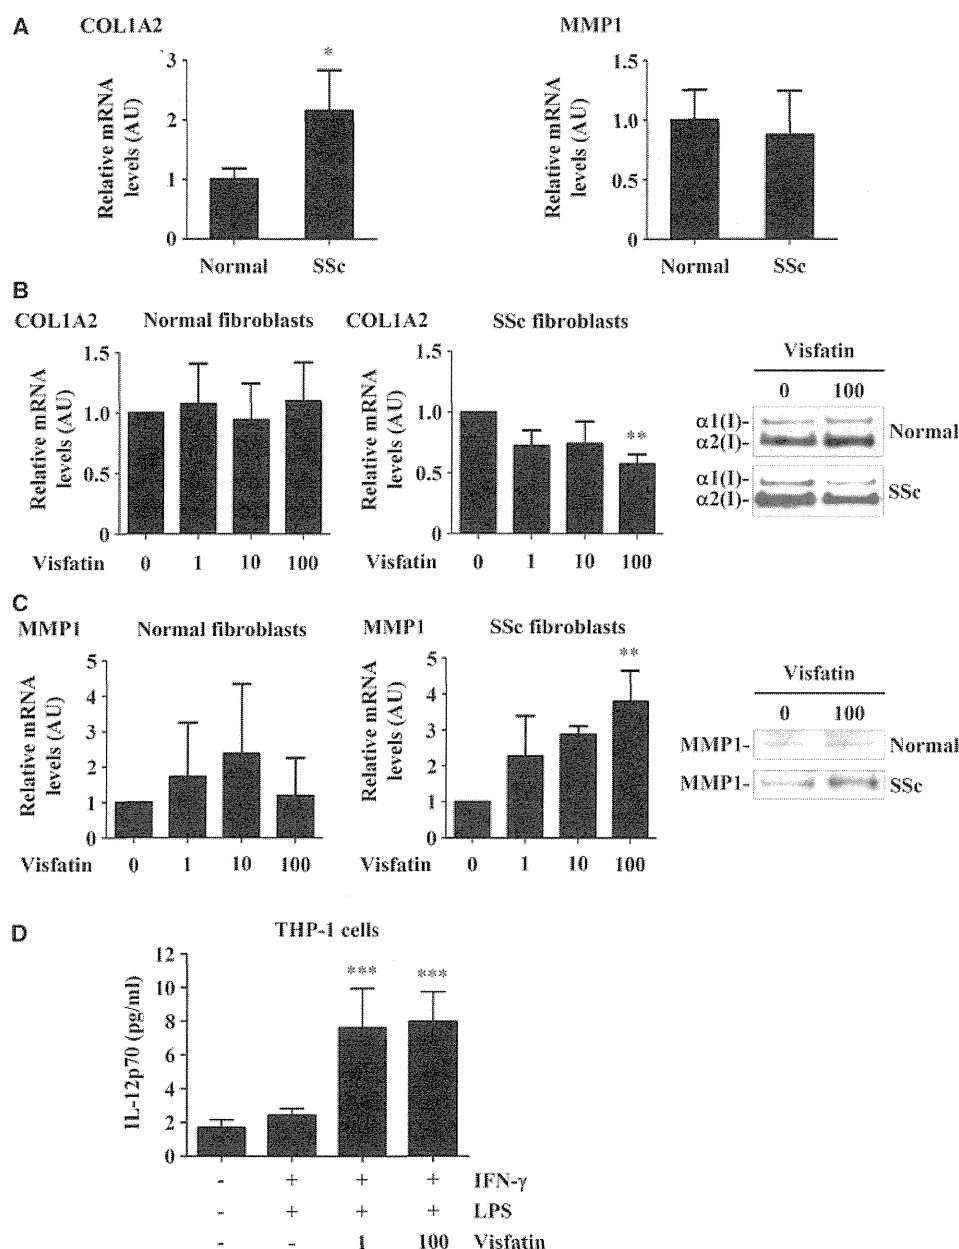 A
COL1A2
MMP1
Relative mRNA levels (AU)
3
2
1
0
*
Normal SSc
Relative mRNA levels (AU)
1.5
1.0
0.5
0
Normal SSc
B
COL1A2 Normal fibroblasts
Relative mRNA levels (AU)
1.5
1.0
0.5
0
Visfatin 0 1 10 100
COL1A2 SSc fibroblasts
Relative mRNA levels (AU)
1.5
1.0
0.5
0
**
0 1 10 100
Visfatin
0 100
α1(I)-
α2(I)-
Normal
α1(I)-
α2(I)-
SSc
C
MMP1 Normal fibroblasts
Relative mRNA levels (AU)
5
4
3
2
1
0
Visfatin 0 1 10 100
MMP1 SSc fibroblasts
Relative mRNA levels (AU)
5
4
3
2
1
0
**
0 1 10 100
Visfatin
0 100
MMP1- Normal
MMP1- SSc
D
THP-1 cells
IL-12p70 (pg/ml)
12
10
8
6
4
2
0
*** ***
- + + + IFN-γ
- + + + LPS
- - 1 100 Visfatin